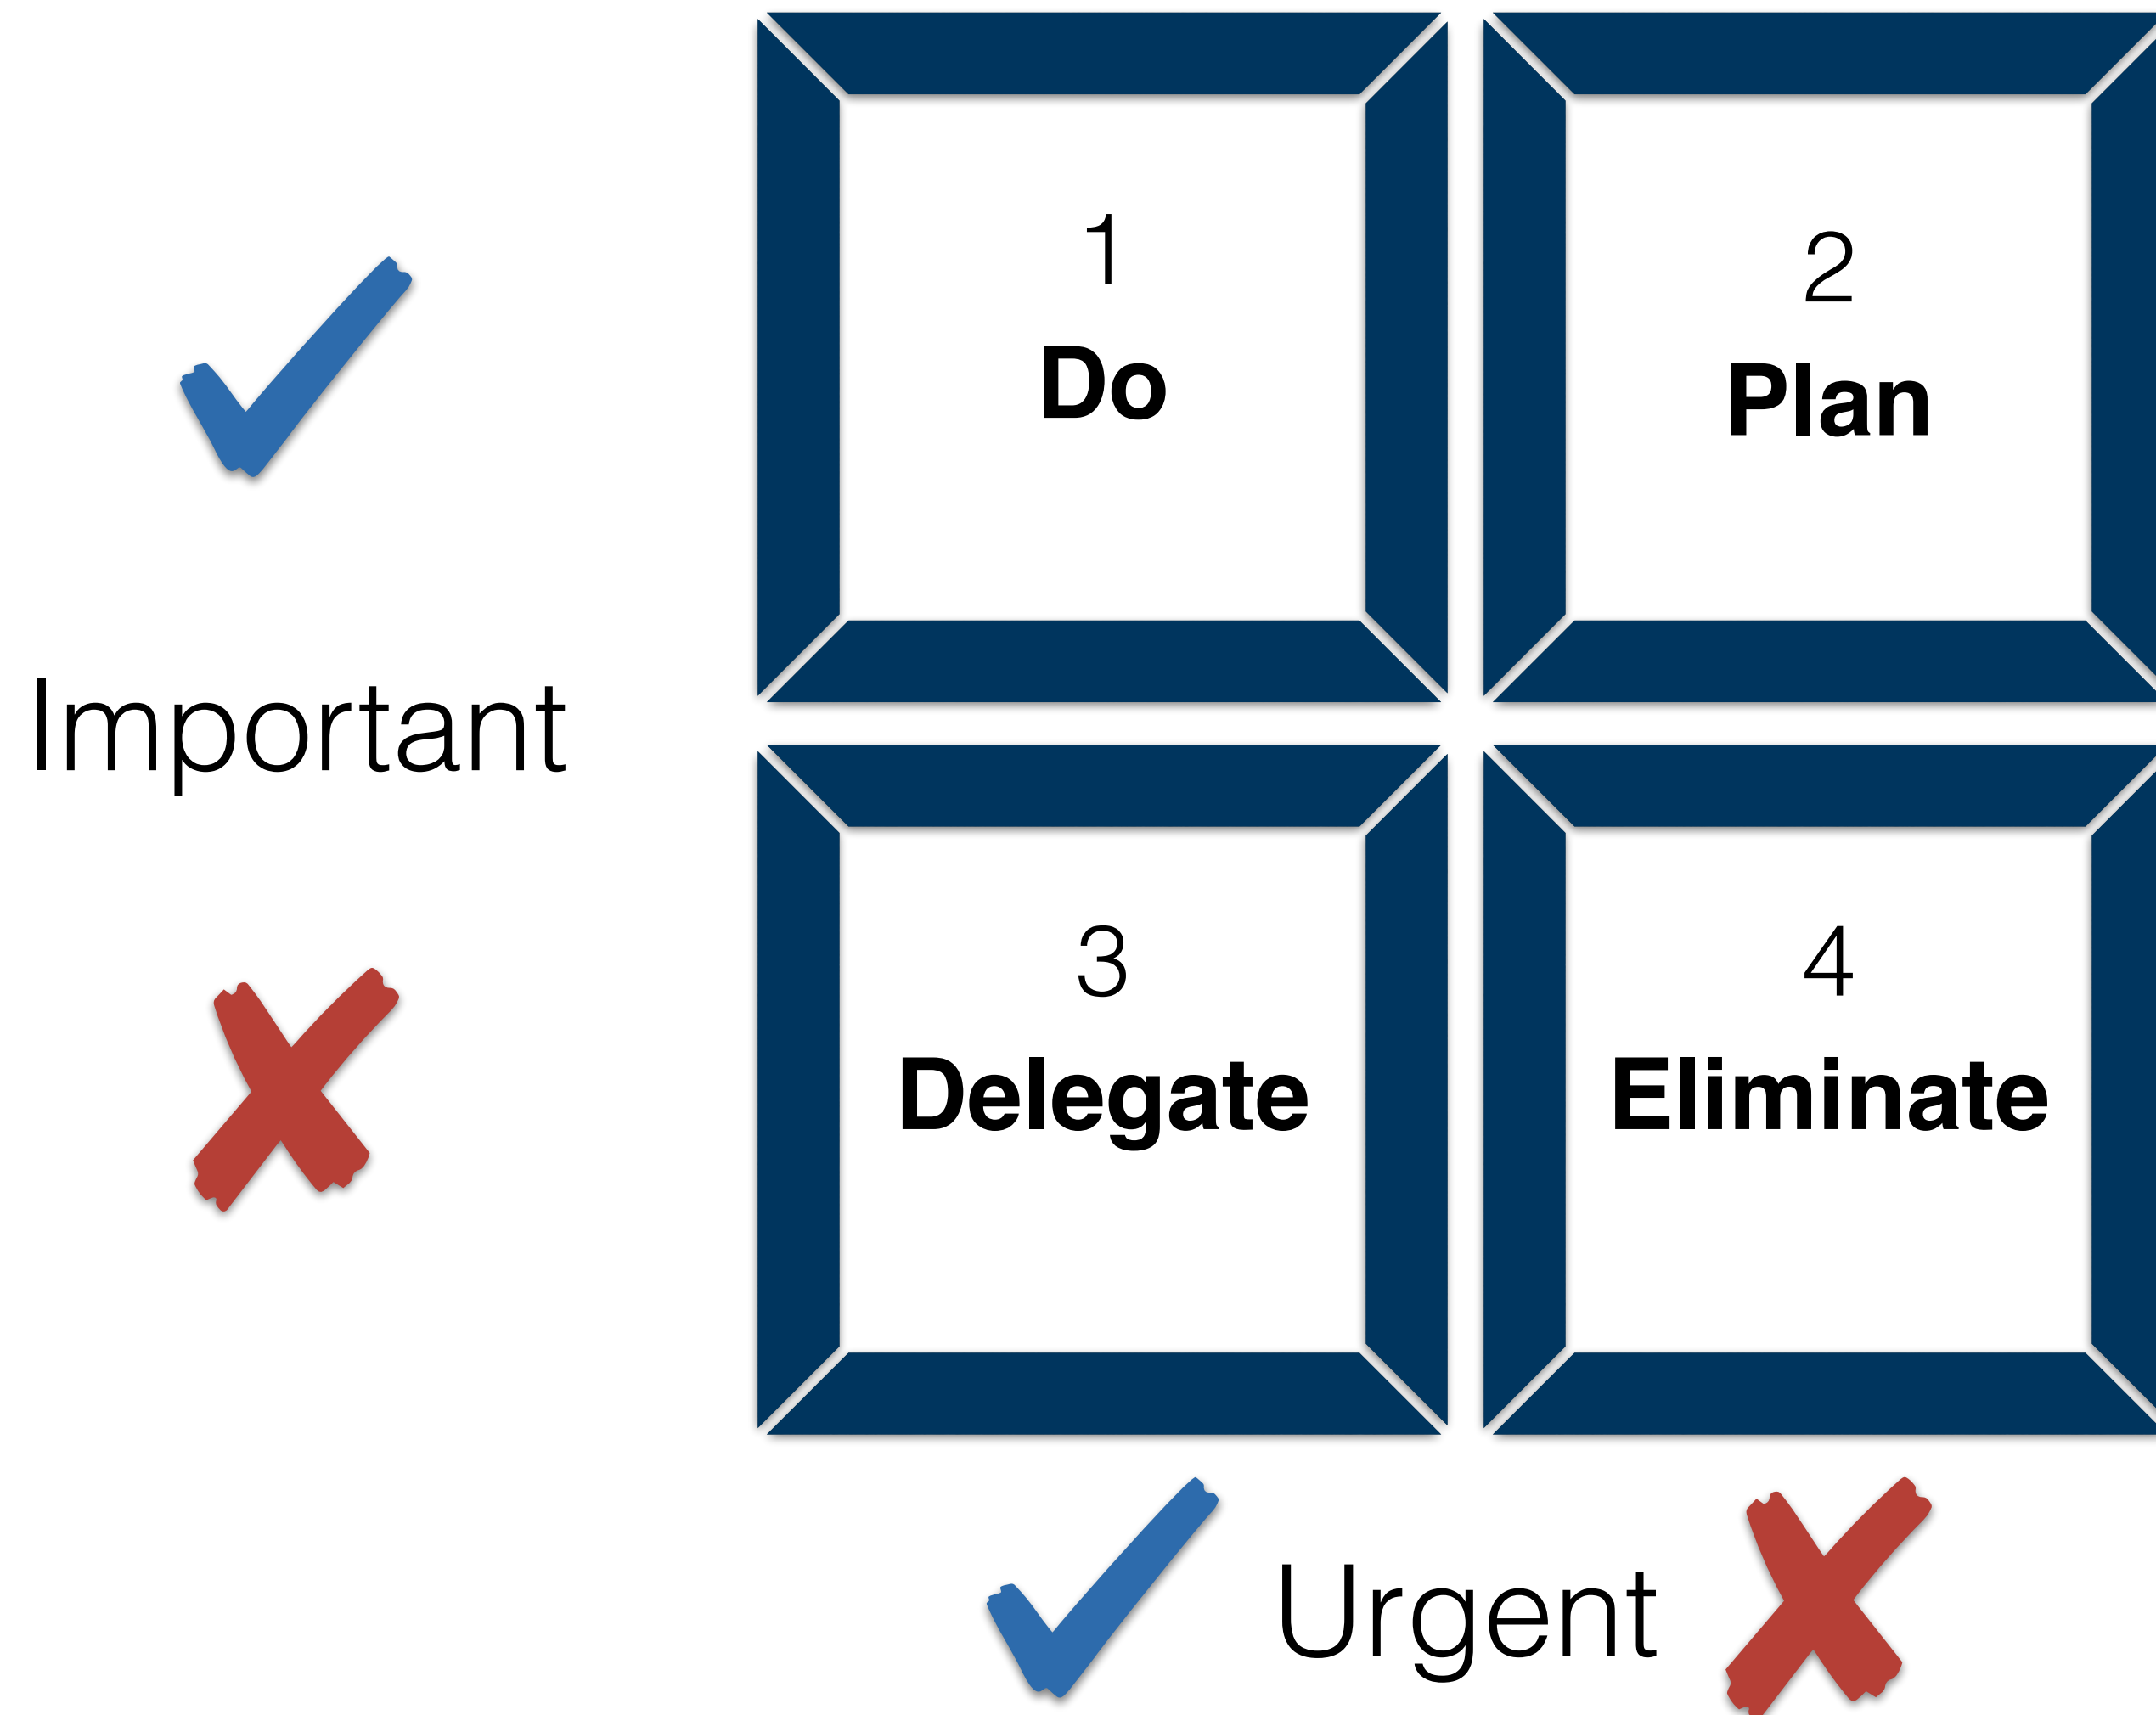 1
Do
2
Plan
Important
3
Delegate
4
Eliminate
Urgent